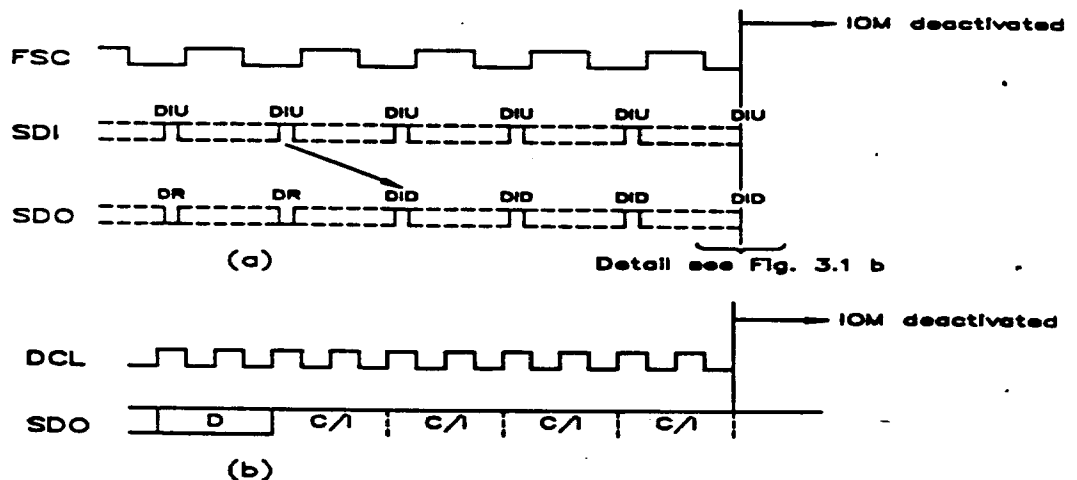 IOM deactivated
FSC
DIU DIU DIU DIU DIU DIU
SDI
DR DR DID DID DID DID
SDO
(a)
Detail see Fig. 3.1 b
IOM deactivated
DCL
SDO D C/I C/I C/I C/I
(b)